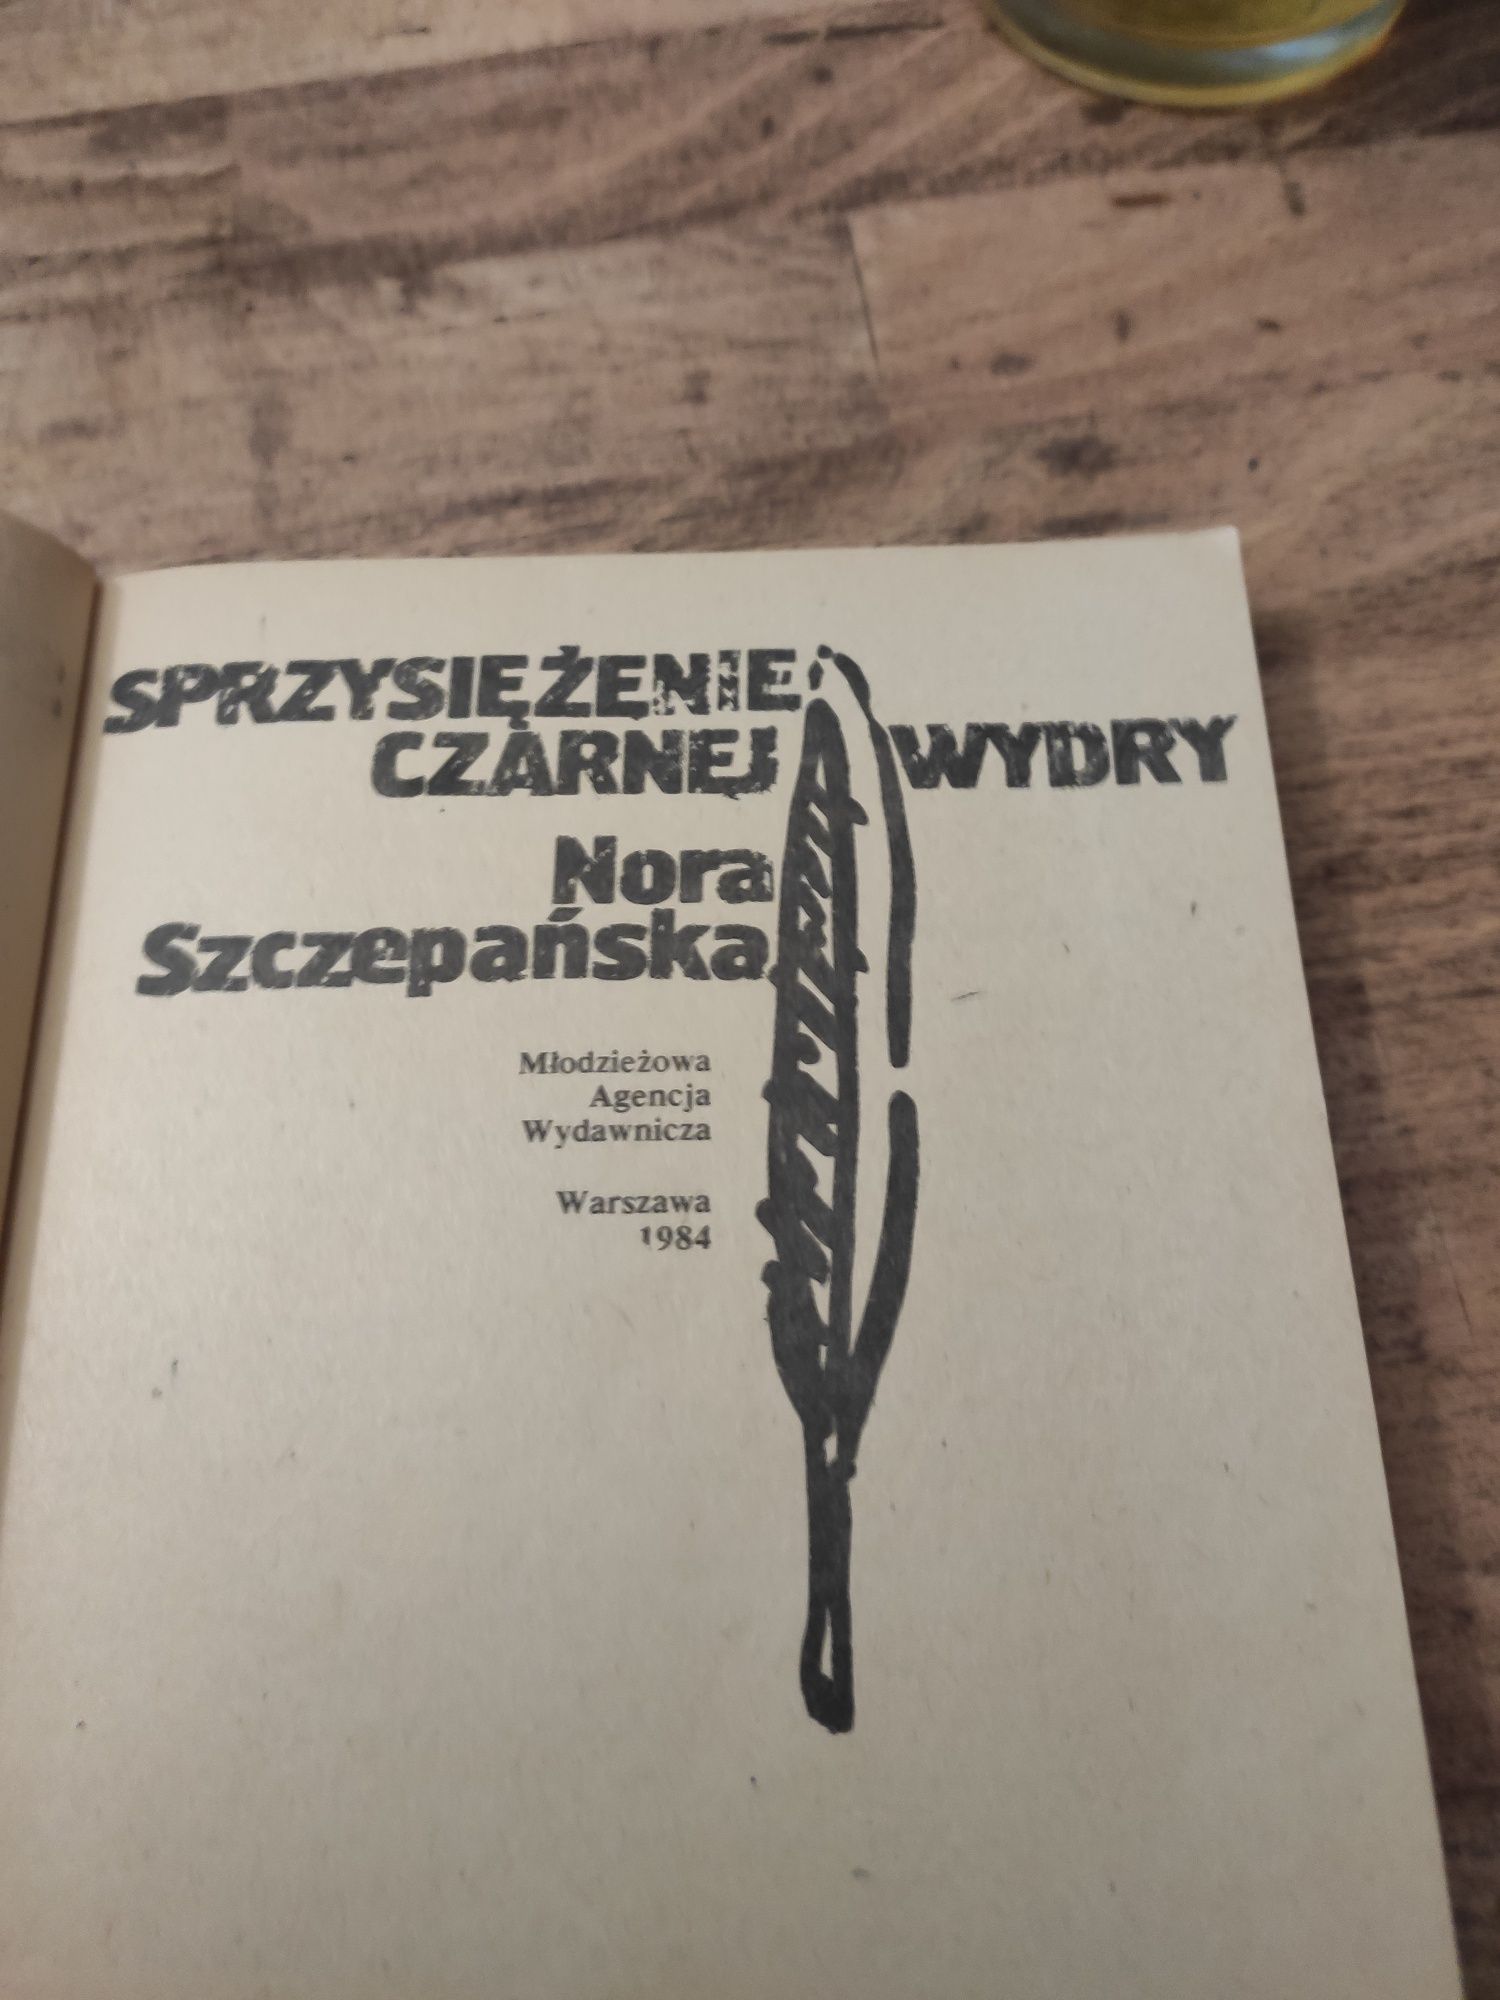 SPRZYSIĘŻENIE
CZARNEJ WYDRY
Nora
Szczepańska
Młodzieżowa
Agencja
Wydawnicza
Warszawa
1984